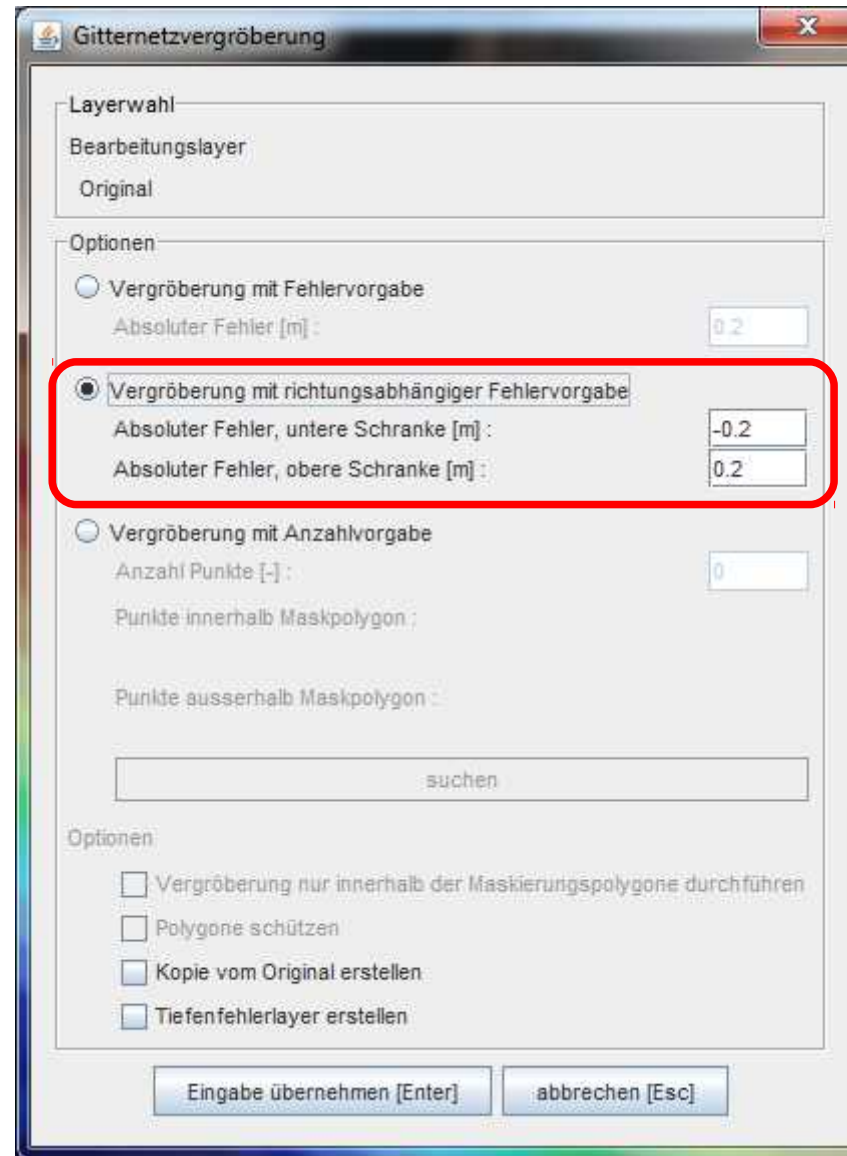 Gitternetzvergröberung
Layerwahl
Bearbeitungslayer
Original
Optionen
Vergröberung mit Fehlervorgabe
Absoluter Fehler [m] : 0.2
Vergröberung mit richtungsabhängiger Fehlervorgabe
Absoluter Fehler, untere Schranke [m] : -0.2
Absoluter Fehler, obere Schranke [m] : 0.2
Vergröberung mit Anzahlvorgabe
Anzahl Punkte [-] : 0
Punkte innerhalb Maskpolygon :
Punkte ausserhalb Maskpolygon :
suchen
Optionen
Vergröberung nur innerhalb der Maskierungspolygone durchführen
Polygone schützen
Kopie vom Original erstellen
Tiefenfehlerlayer erstellen
Eingabe übernehmen [Enter] abbrechen [Esc]